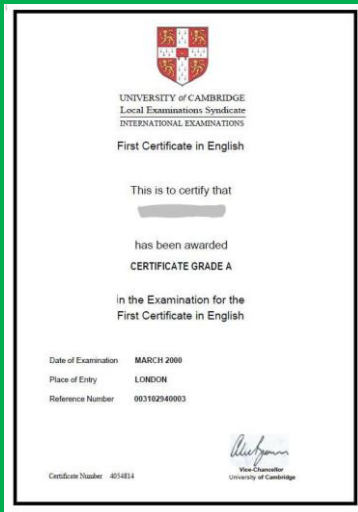 UNIVERSITY of CAMBRIDGE
Local Examinations Syndicate
INTERNATIONAL EXAMINATIONS
First Certificate in English
This is to certify that
has been awarded
CERTIFICATE GRADE A
in the Examination for the
First Certificate in English
Date of Examination MARCH 2000
Place of Entry LONDON
Reference Number 003102940003
Vice-Chancellor
Certificate Number 4054814 University of Cambridge